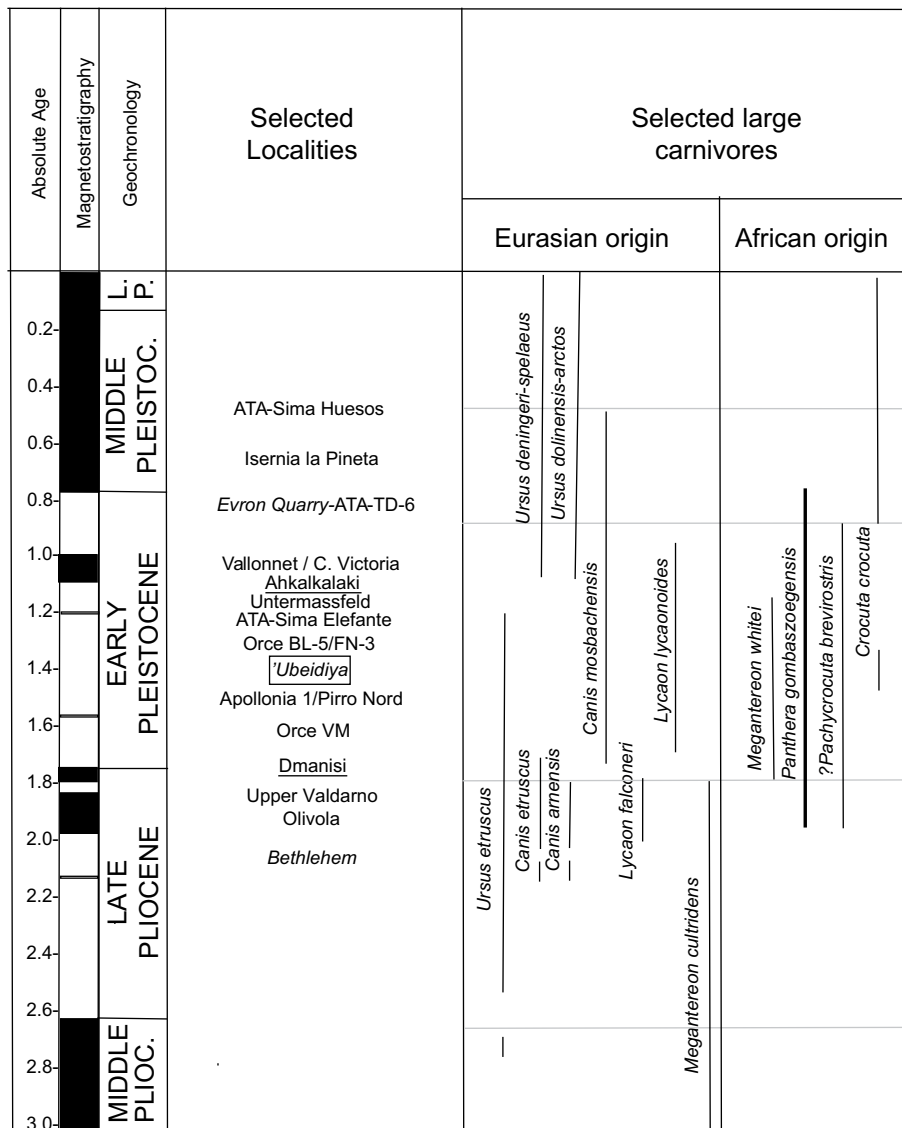 Absolute Age
Magnetostratigraphy
Geochronology
Selected
Localities
Selected large
carnivores
Eurasian origin
African origin
0.2-
0.4-
0.6-
0.8-
1.0-
1.2-
1.4-
1.6-
1.8-
2.0-
2.2-
2.4-
2.6-
2.8-
3.0-
L.
P.
MIDDLE
PLEISTOC.
EARLY
PLEISTOCENE
LATE
PLIOCENE
MIDDLE
PLIOC.
ATA-Sima Huesos
Isernia la Pineta
Evron Quarry-ATA-TD-6
Vallonnet / C. Victoria
Ahkalkalaki
Untermassfeld
ATA-Sima Elefante
Orce BL-5/FN-3
'Ubeidiya
Apollonia 1/Pirro Nord
Orce VM
Dmanisi
Upper Valdarno
Olivola
Bethlehem
Ursus etruscus
Canis etruscus
Ursus deningeri-spelaeus
Canis arnensis
Ursus dolinensis-arctos
Canis mosbachensis
Lycaon falconeri
Lycaon lycaonoides
Megantereon cultridens
Megantereon whitei
Panthera gombaszoegensis
?Pachycrocuta brevirostris
Crocuta crocuta